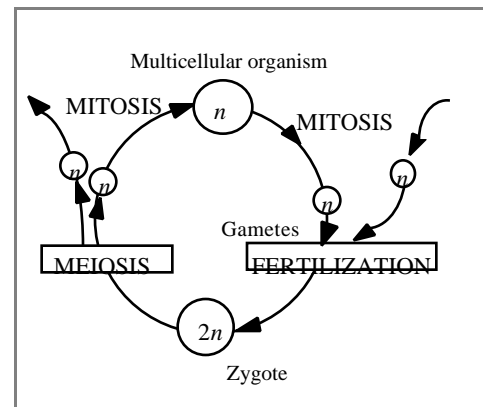 Multicellular organism
MITOSIS
n
MITOSIS
n
n
n
n
Gametes
MEIOSIS
FERTILIZATION
2n
Zygote